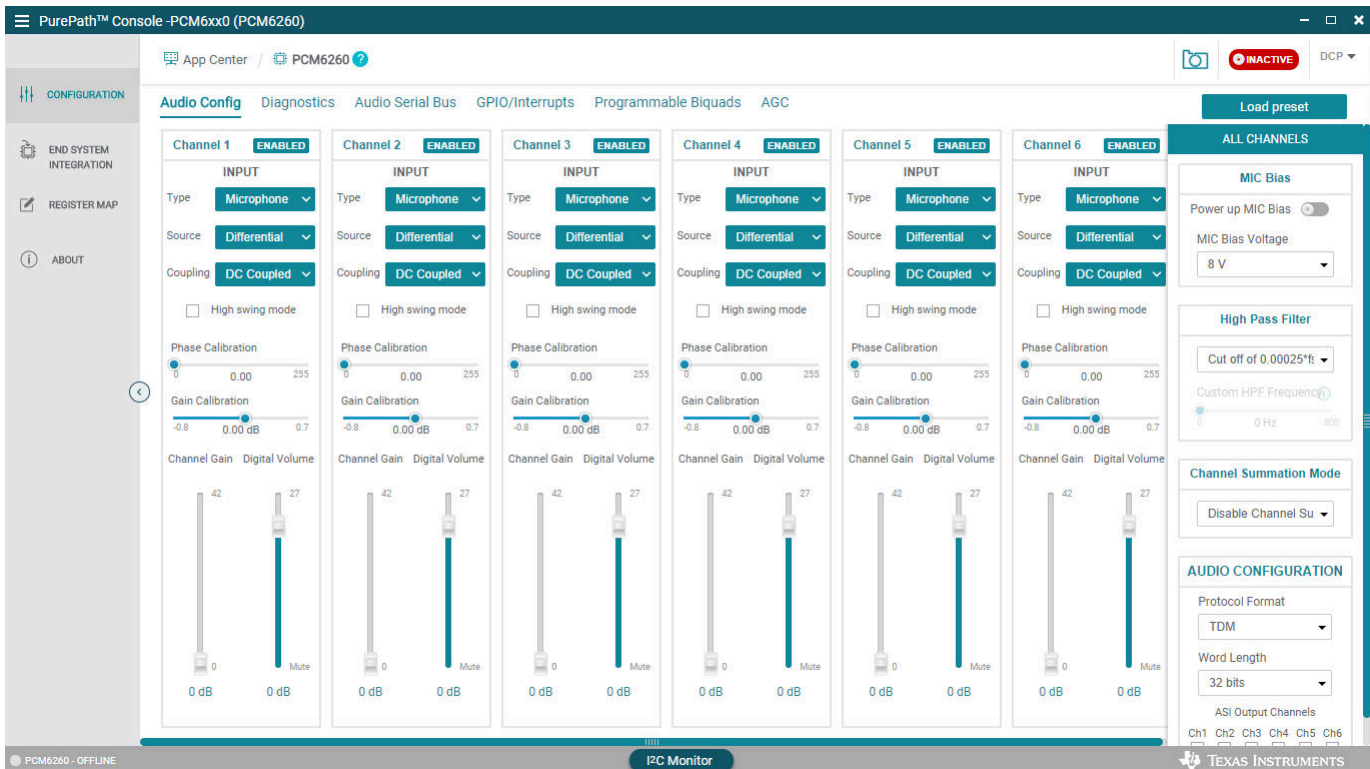 PurePath™ Console -PCM6xx0 (PCM6260)
App Center / PCM6260 ?
INACTIVE
DCP
CONFIGURATION
END SYSTEM
INTEGRATION
REGISTER MAP
ABOUT
Audio Config Diagnostics Audio Serial Bus GPIO/Interrupts Programmable Biquads AGC
Load preset
Channel 1 ENABLED
INPUT
Type Microphone
Source Differential
Coupling DC Coupled
High swing mode
Phase Calibration
0 0.00 255
Gain Calibration
-0.8 0.00 dB 0.7
Channel Gain Digital Volume
42 27
0 Mute
0 dB 0 dB
Channel 2 ENABLED
INPUT
Type Microphone
Source Differential
Coupling DC Coupled
High swing mode
Phase Calibration
0 0.00 255
Gain Calibration
-0.8 0.00 dB 0.7
Channel Gain Digital Volume
42 27
0 Mute
0 dB 0 dB
Channel 3 ENABLED
INPUT
Type Microphone
Source Differential
Coupling DC Coupled
High swing mode
Phase Calibration
0 0.00 255
Gain Calibration
-0.8 0.00 dB 0.7
Channel Gain Digital Volume
42 27
0 Mute
0 dB 0 dB
Channel 4 ENABLED
INPUT
Type Microphone
Source Differential
Coupling DC Coupled
High swing mode
Phase Calibration
0 0.00 255
Gain Calibration
-0.8 0.00 dB 0.7
Channel Gain Digital Volume
42 27
0 Mute
0 dB 0 dB
Channel 5 ENABLED
INPUT
Type Microphone
Source Differential
Coupling DC Coupled
High swing mode
Phase Calibration
0 0.00 255
Gain Calibration
-0.8 0.00 dB 0.7
Channel Gain Digital Volume
42 27
0 Mute
0 dB 0 dB
Channel 6 ENABLED
INPUT
Type Microphone
Source Differential
Coupling DC Coupled
High swing mode
Phase Calibration
0 0.00 255
Gain Calibration
-0.8 0.00 dB 0.7
Channel Gain Digital Volume
42 27
0 Mute
0 dB 0 dB
ALL CHANNELS
MIC Bias
Power up MIC Bias
MIC Bias Voltage
8 V
High Pass Filter
Cut off of 0.00025*fs
Custom HPF Frequency
0 0 Hz 800
Channel Summation Mode
Disable Channel Su
AUDIO CONFIGURATION
Protocol Format
TDM
Word Length
32 bits
ASI Output Channels
Ch1 Ch2 Ch3 Ch4 Ch5 Ch6
PCM6260 - OFFLINE
I²C Monitor
TEXAS INSTRUMENTS